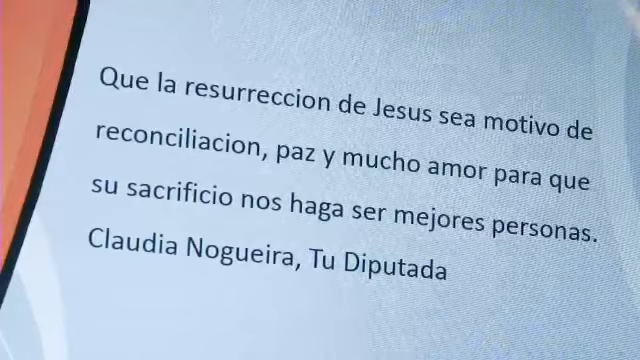 Que la resurreccion de Jesus sea motivo de
reconciliacion, paz y mucho amor para que
su sacrificio nos haga ser mejores personas.
Claudia Nogueira, Tu Diputada